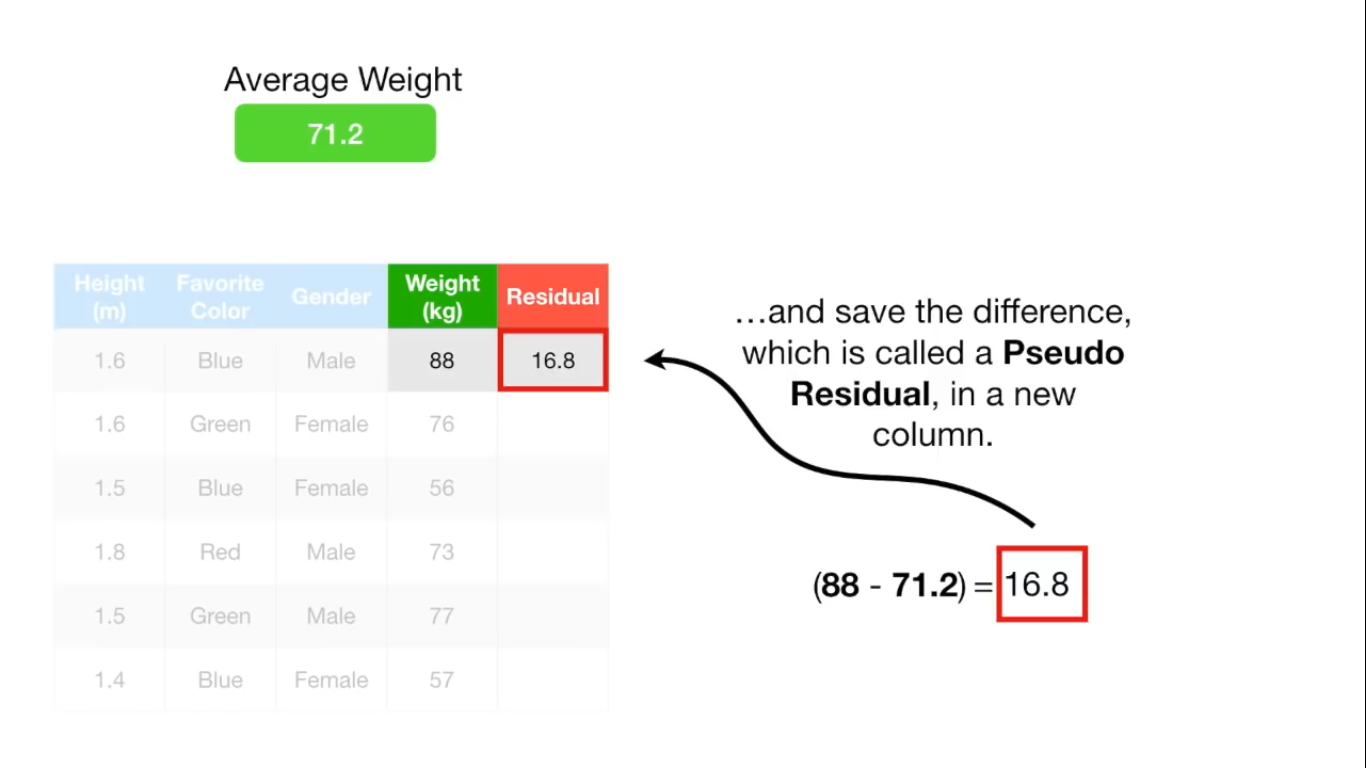 Average Weight
71.2
Height (m) Favorite Color Gender Weight (kg) Residual
1.6 Blue Male 88 16.8
1.6 Green Female 76
1.5 Blue Female 56
1.8 Red Male 73
1.5 Green Male 77
1.4 Blue Female 57
…and save the difference,
which is called a Pseudo
Residual, in a new
column.
(88 - 71.2) = 16.8